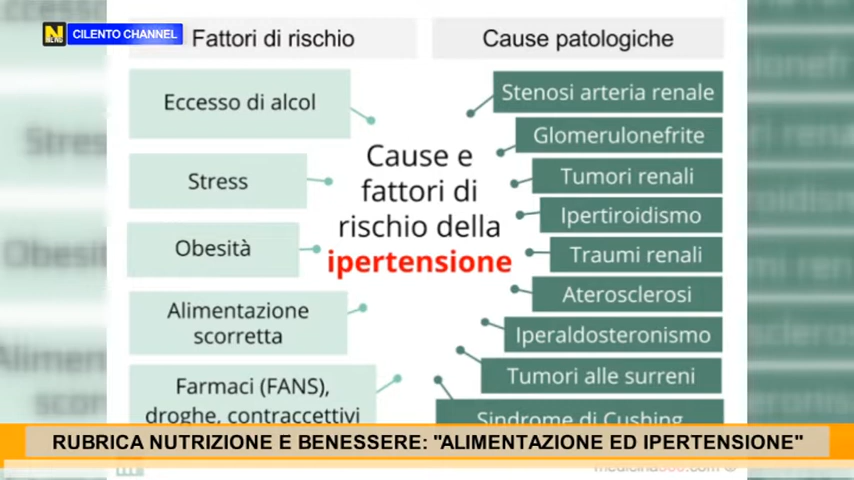 CILENTO CHANNEL
Fattori di rischio
Cause patologiche
Eccesso di alcol
Stress
Obesità
Alimentazione
scorretta
Farmaci (FANS),
droghe, contraccettivi
Cause e
fattori di
rischio della
ipertensione
Stenosi arteria renale
Glomerulonefrite
Tumori renali
Ipertiroidismo
Traumi renali
Aterosclerosi
Iperaldosteronismo
Tumori alle surreni
Sindrome di Cushing
RUBRICA NUTRIZIONE E BENESSERE: "ALIMENTAZIONE ED IPERTENSIONE"